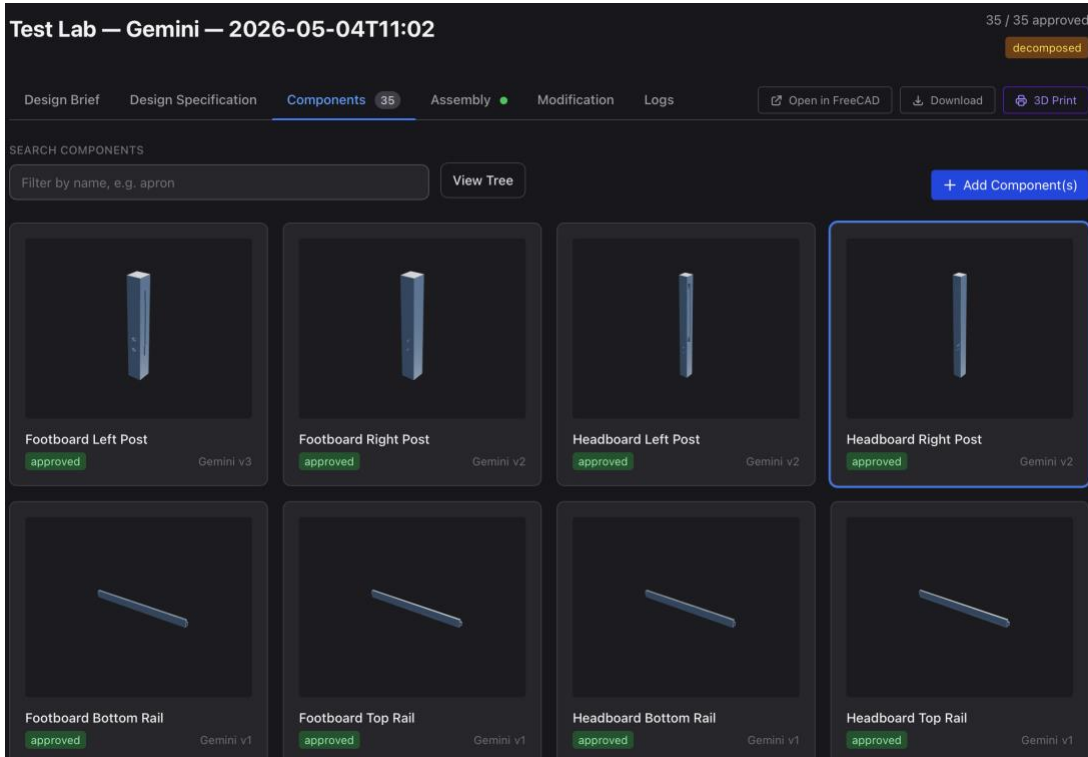 Test Lab — Gemini — 2026-05-04T11:02
35 / 35 approved
decomposed
Design Brief Design Specification Components 35 Assembly Modification Logs Open in FreeCAD Download 3D Print
SEARCH COMPONENTS
Filter by name, e.g. apron
View Tree
+ Add Component(s)
Footboard Left Post
approved Gemini v3
Footboard Right Post
approved Gemini v2
Headboard Left Post
approved Gemini v2
Headboard Right Post
approved Gemini v2
Footboard Bottom Rail
approved Gemini v1
Footboard Top Rail
approved Gemini v1
Headboard Bottom Rail
approved Gemini v1
Headboard Top Rail
approved Gemini v1